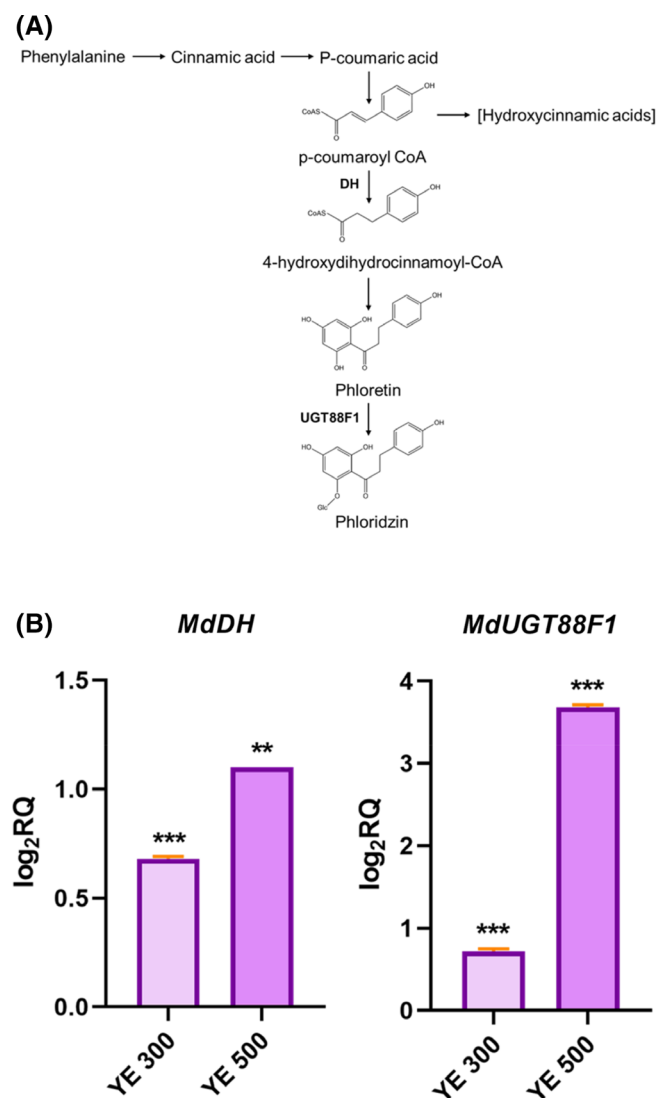 (A)
Phenylalanine Cinnamic acid P-coumaric acid
OH
CoAS
O
[Hydroxycinnamic acids]
p-coumaroyl CoA
DH
OH
CoAS
O
4-hydroxydihydrocinnamoyl-CoA
OH
HO OH
OH O
Phloretin
UGT88F1
OH
HO OH
O O
Glc
Phloridzin
(B) MdDH MdUGT88F1
log₂RQ
1.5
1.0
0.5
0.0
***
**
YE 300
YE 500
log₂RQ
4
3
2
1
0
***
***
YE 300
YE 500